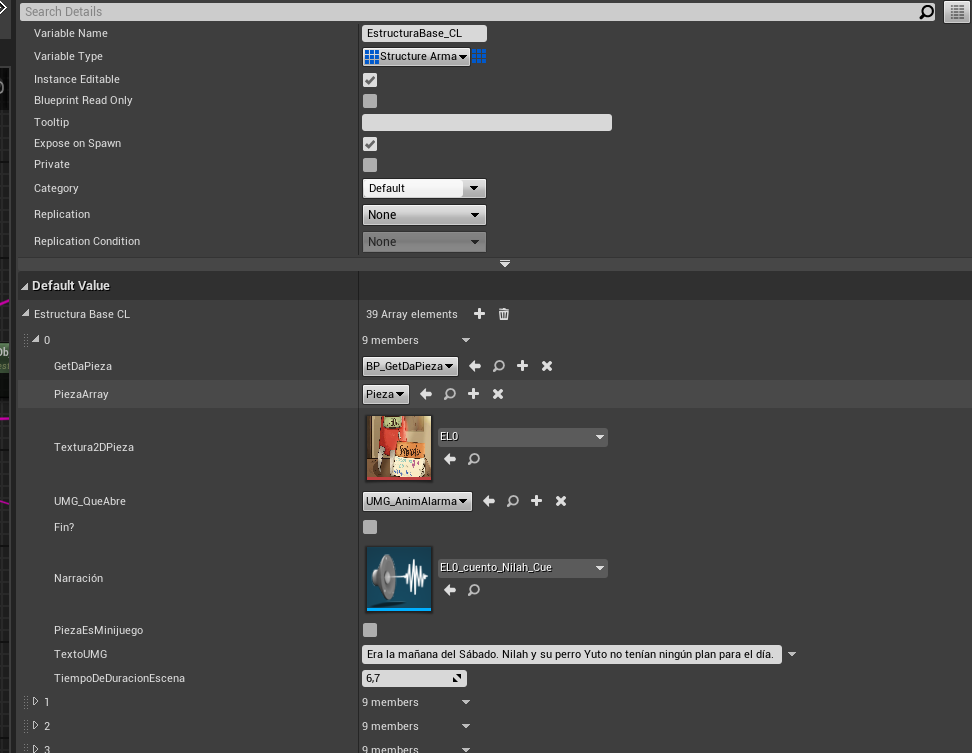 Search Details
Variable Name EstructuraBase_CL
Variable Type Structure Arma
Instance Editable
Blueprint Read Only
Tooltip
Expose on Spawn
Private
Category Default
Replication None
Replication Condition None
Default Value
Estructura Base CL 39 Array elements
0 9 members
GetDaPieza BP_GetDaPieza
PiezaArray Pieza
Textura2DPieza EL0
UMG_QueAbre UMG_AnimAlarma
Fin?
Narración EL0_cuento_Nilah_Cue
PiezaEsMinijuego
TextoUMG Era la mañana del Sábado. Nilah y su perro Yuto no tenían ningún plan para el día.
TiempoDeDuracionEscena 6,7
1 9 members
2 9 members
3 9 members